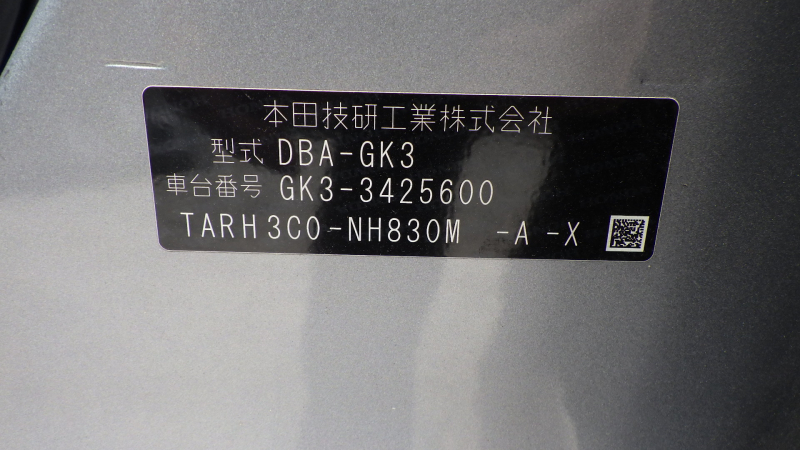 本田技研工業株式会社
型式 DBA-GK3
車台番号 GK3-3425600
TARH3C0-NH830M -A -X